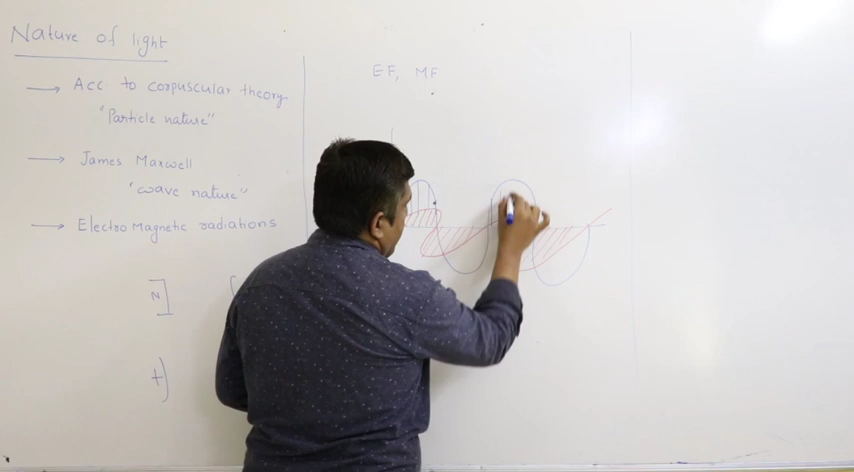 Nature of light
→ Acc to corpuscular theory
"Particle nature"
→ James Maxwell
"wave nature"
→ Electro Magnetic radiations
N
+
EF, MF